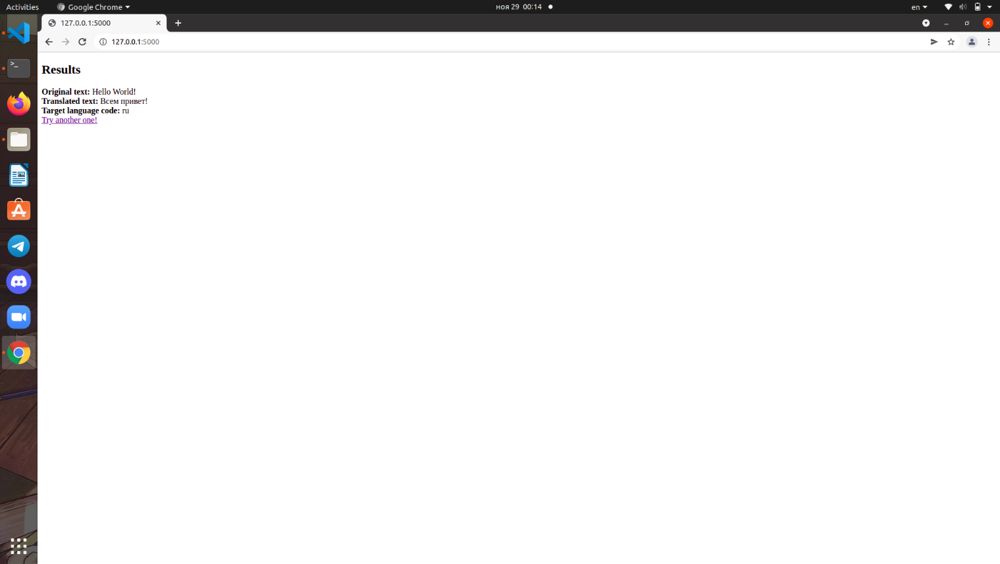 Activities
Google Chrome
ноя 29 00:14
en
127.0.0.1:5000
127.0.0.1:5000
Results
Original text: Hello World!
Translated text: Всем привет!
Target language code: ru
Try another one!